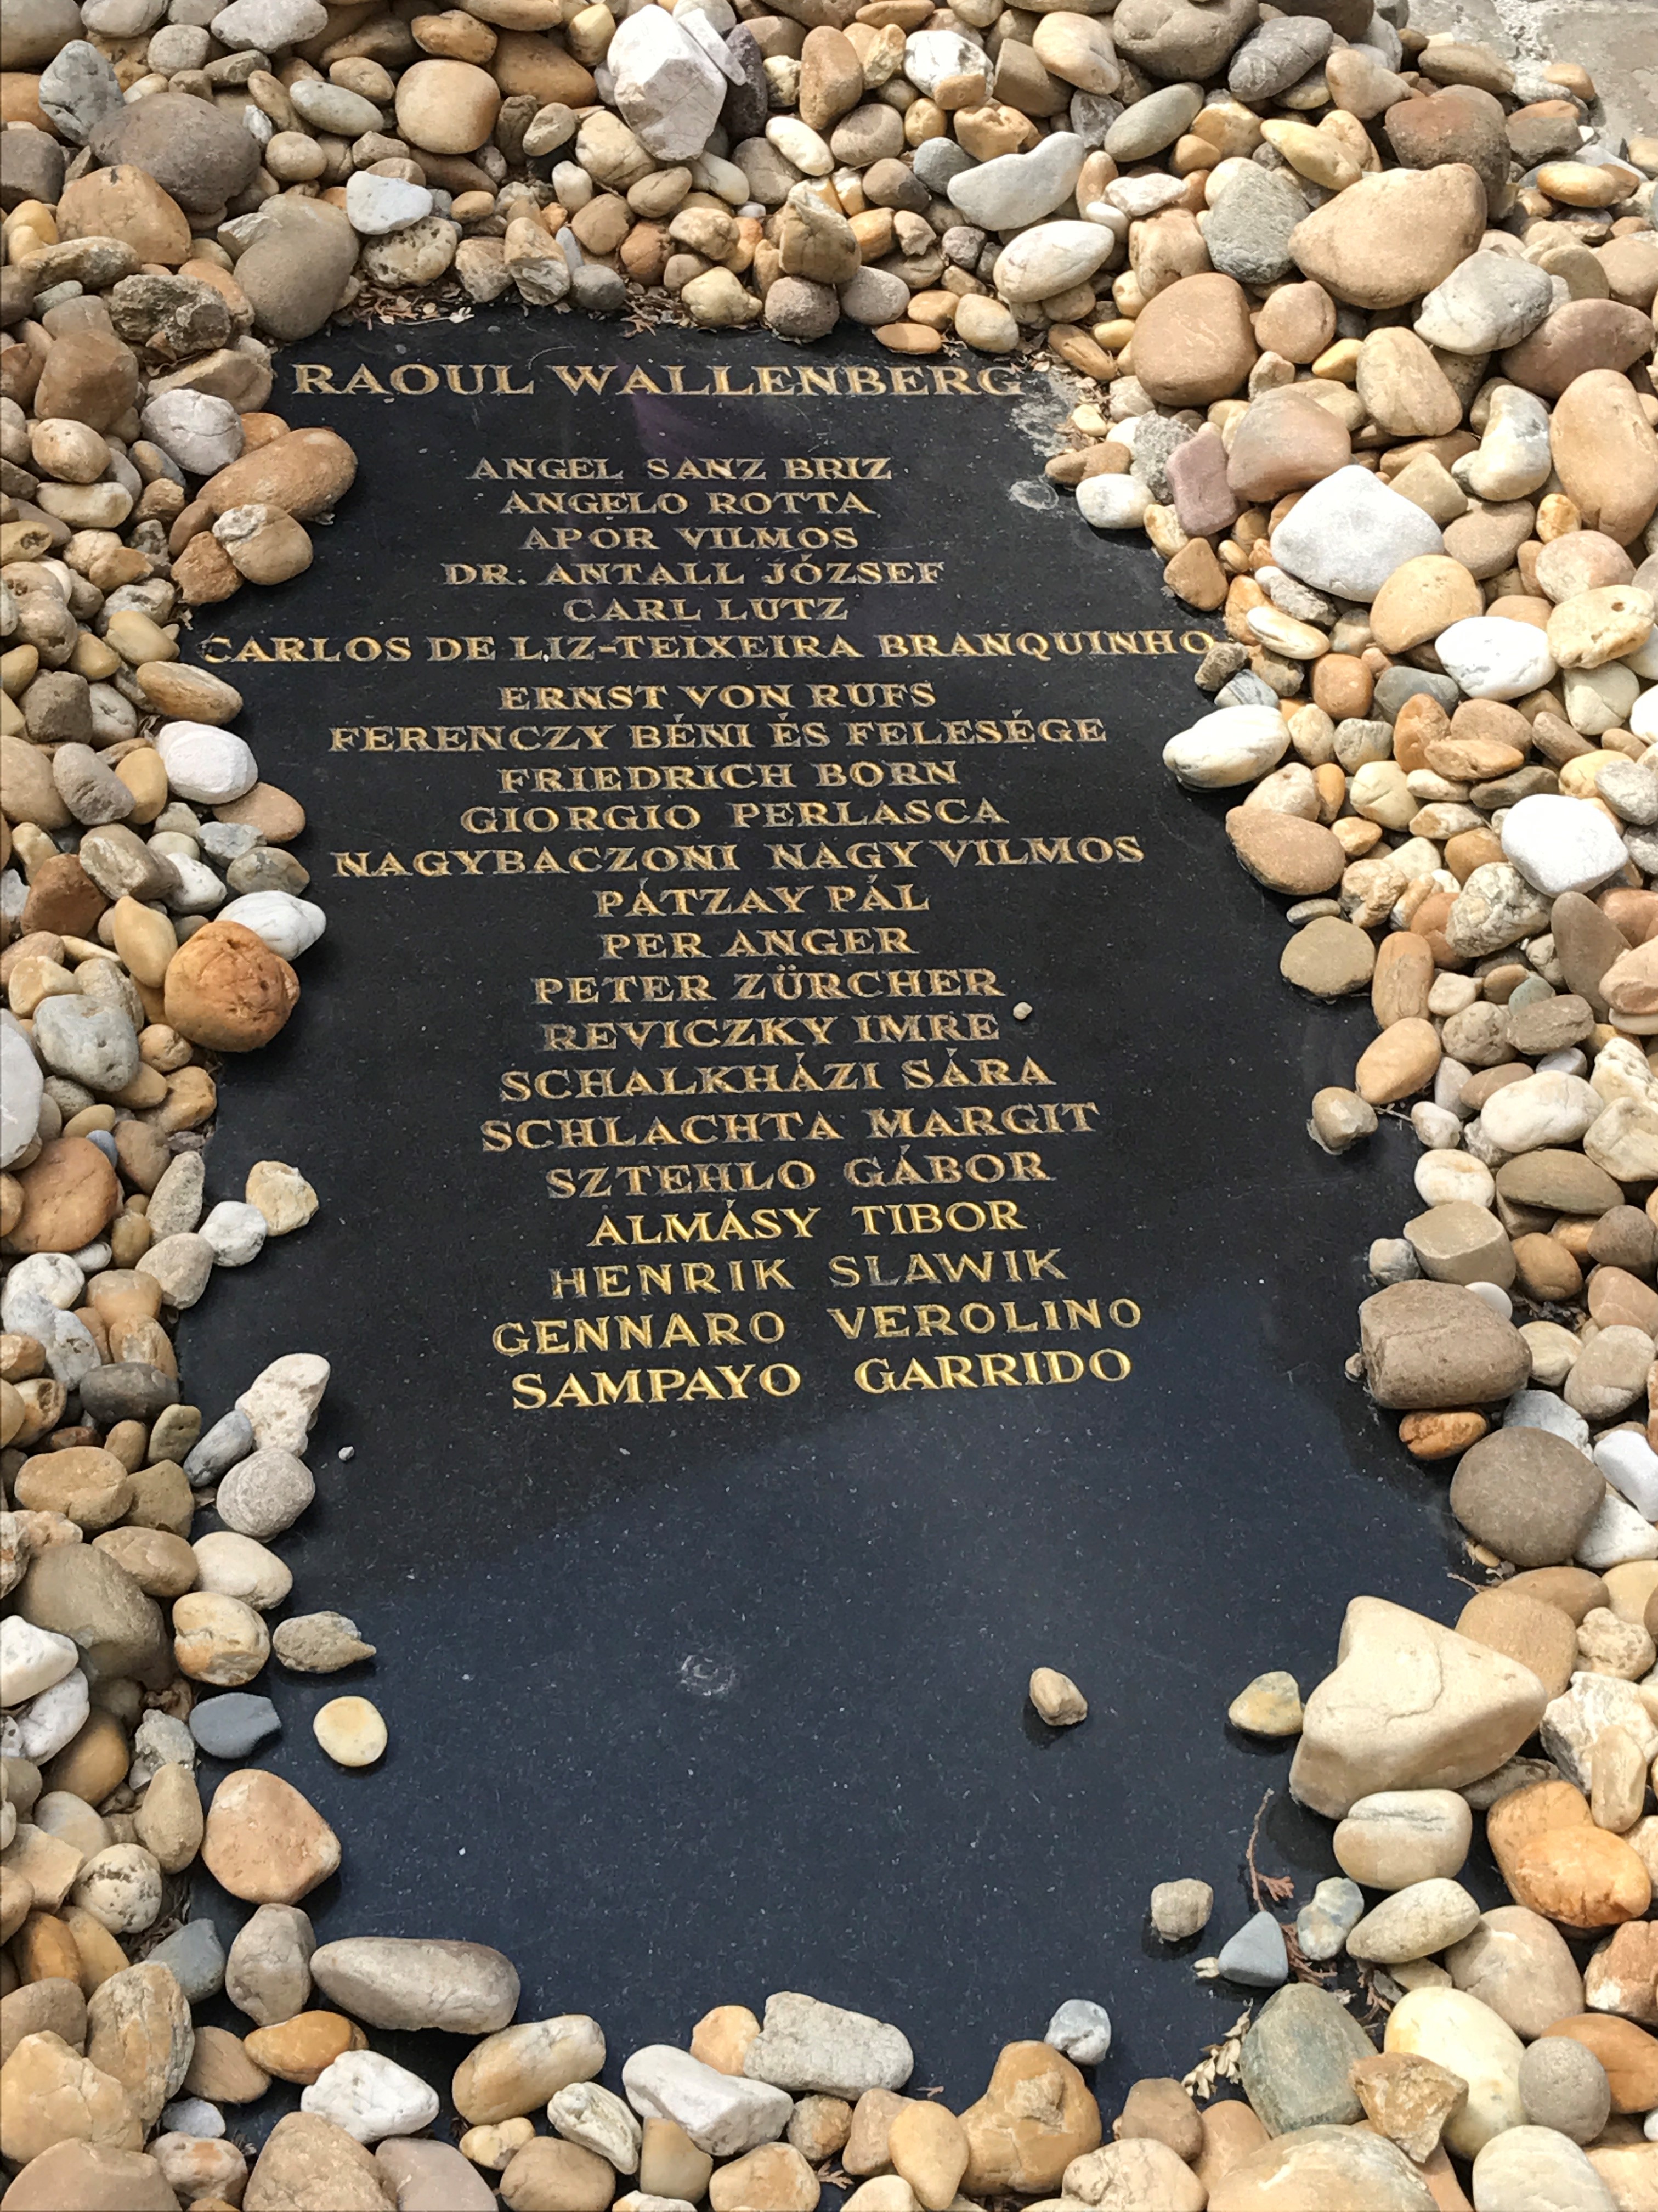 RAOUL WALLENBERG
ANGEL SANZ BRIZ
ANGELO ROTTA
APOR VILMOS
DR. ANTALL JÓZSEF
CARL LUTZ
CARLOS DE LIZ-TEIXEIRA BRANQUINHO
ERNST VON RUFS
FERENCZY BÉNI ÉS FELESÉGE
FRIEDRICH BORN
GIORGIO PERLASCA
NAGYBACZONI NAGY VILMOS
PÁTZAY PÁL
PER ANGER
PETER ZÜRCHER
REVICZKY IMRE
SCHALKHÁZI SÁRA
SCHLACHTA MARGIT
SZTEHLO GÁBOR
ALMÁSY TIBOR
HENRIK SLAWIK
GENNARO VEROLINO
SAMPAYO GARRIDO